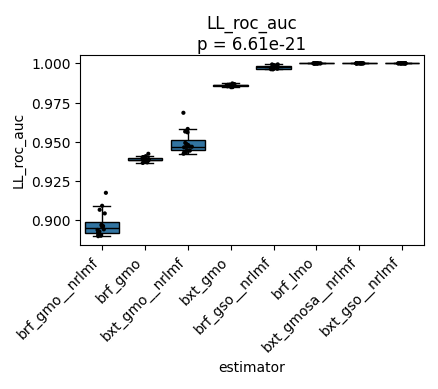 LL_roc_auc
p = 6.61e-21
LL_roc_auc
1.000
0.975
0.950
0.925
0.900
brf_gmo__nrlmf
brf_gmo
bxt_gmo__nrlmf
bxt_gmo
brf_gso__nrlmf
brf_lmo
bxt_gmosa__nrlmf
bxt_gso__nrlmf
estimator